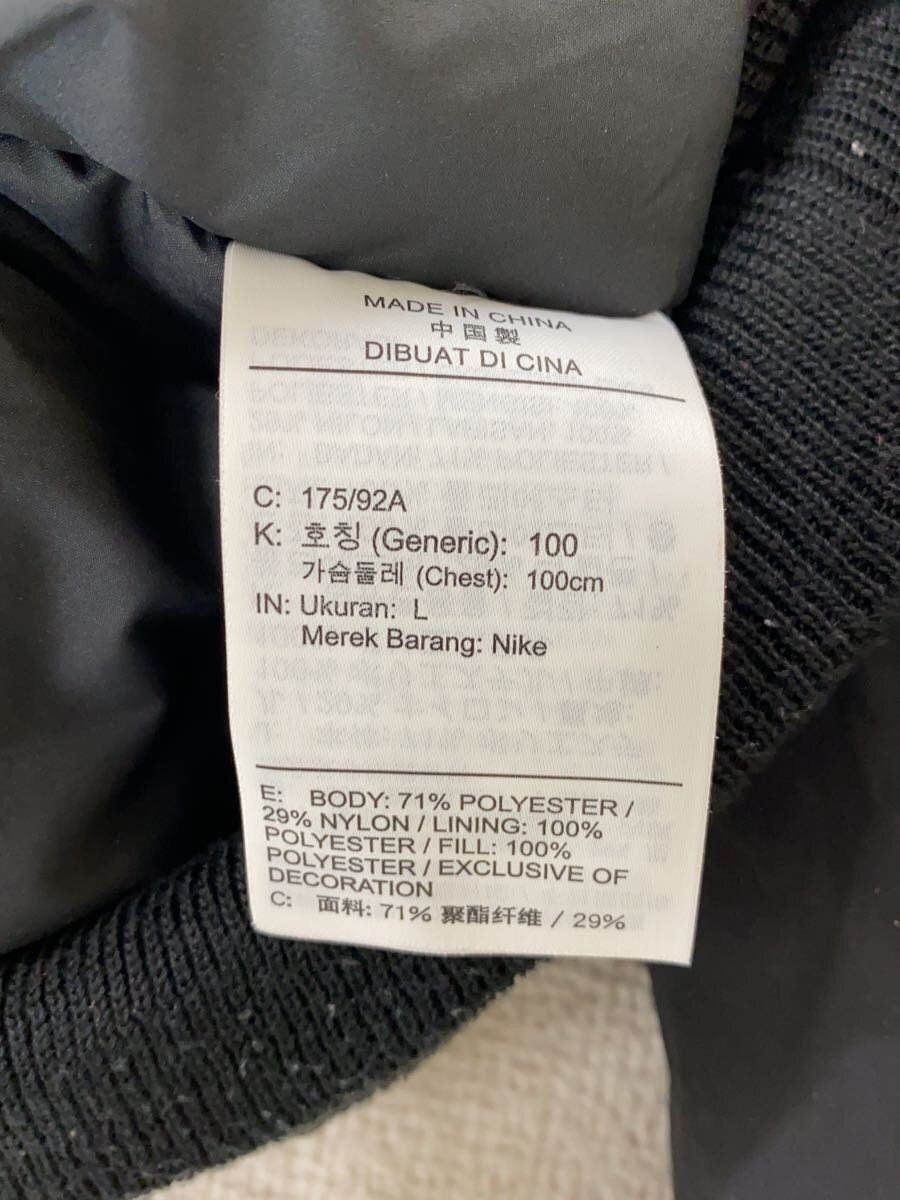 MADE IN CHINA
中国製
DIBUAT DI CINA
C: 175/92A
K: 호칭 (Generic): 100
가슴둘레 (Chest): 100cm
IN: Ukuran: L
Merek Barang: Nike
E: BODY: 71% POLYESTER /
29% NYLON / LINING: 100%
POLYESTER / FILL: 100%
POLYESTER / EXCLUSIVE OF
DECORATION
C: 面料: 71% 聚酯纤维 / 29%